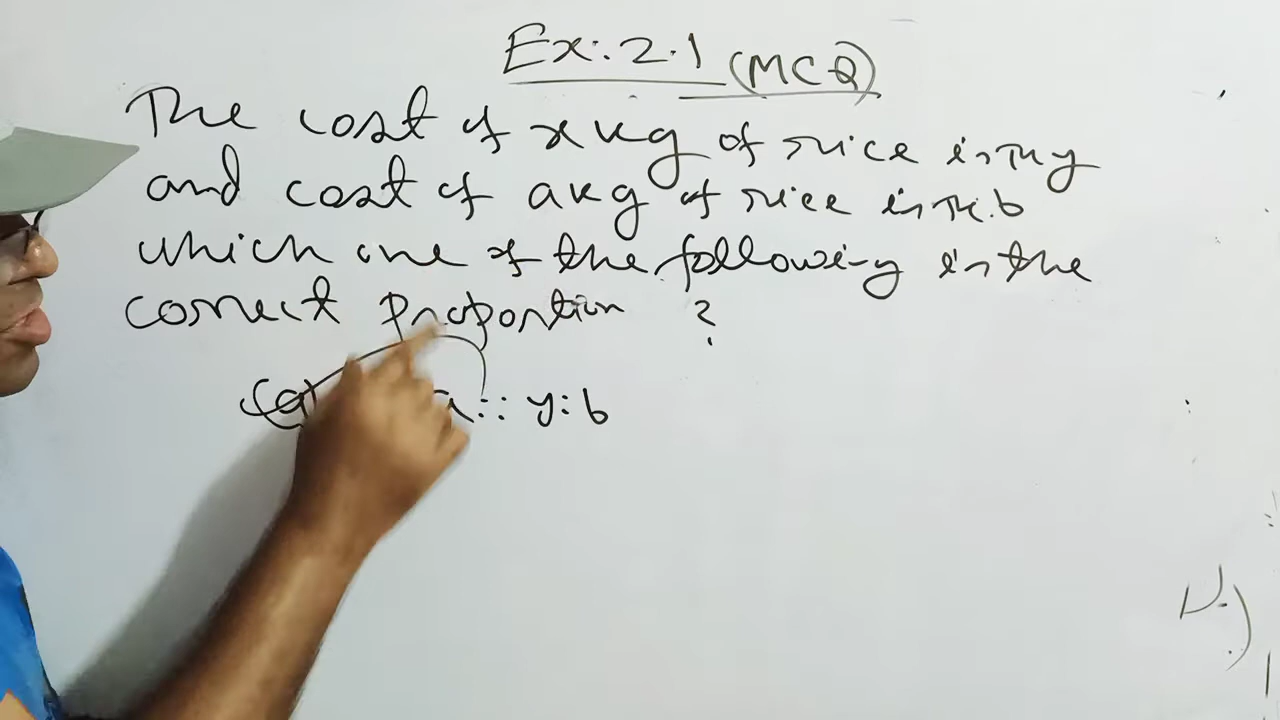 Ex:. 2.1 (MCQ)
The cost of x kg of rice is Rs y
and cost of a kg of rice is Rs. b
which one of the following is the
correct proportion ?
(a) a :: y : b